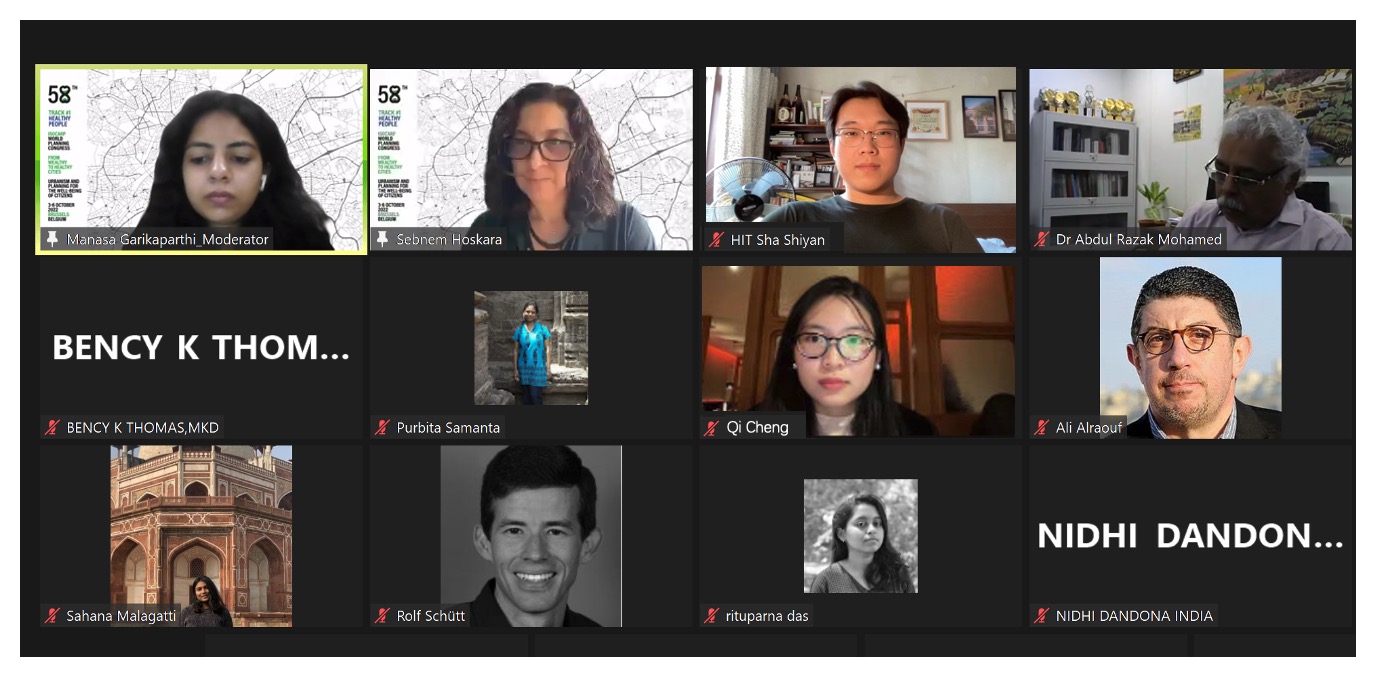 58TH
TRACK #1
HEALTHY
PEOPLE
ISOCARP
WORLD
PLANNING
CONGRESS
FROM
WEALTHY
TO HEALTHY
CITIES
URBANISM AND
PLANNING FOR
THE WELL-BEING
OF CITIZENS
3-6 OCTOBER
2022
BRUSSELS
BELGIUM
Manasa Garikaparthi_Moderator
58TH
TRACK #1
HEALTHY
PEOPLE
ISOCARP
WORLD
PLANNING
CONGRESS
FROM
WEALTHY
TO HEALTHY
CITIES
URBANISM AND
PLANNING FOR
THE WELL-BEING
OF CITIZENS
3-6 OCTOBER
2022
BRUSSELS
BELGIUM
Sebnem Hoskara
HIT Sha Shiyan
Dr Abdul Razak Mohamed
BENCY K THOM...
BENCY K THOMAS,MKD
Purbita Samanta
Qi Cheng
Ali Alraouf
Sahana Malagatti
Rolf Schütt
rituparna das
NIDHI DANDON...
NIDHI DANDONA INDIA